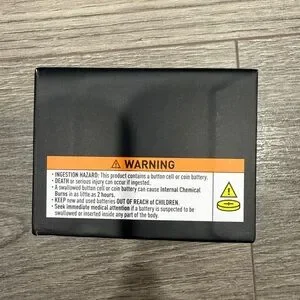 ⚠ WARNING
• INGESTION HAZARD: This product contains a button cell or coin battery.
• DEATH or serious injury can occur if ingested.
• A swallowed button cell or coin battery can cause Internal Chemical
Burns in as little as 2 hours.
• KEEP new and used batteries OUT OF REACH of CHILDREN.
• Seek immediate medical attention if a battery is suspected to be
swallowed or inserted inside any part of the body.